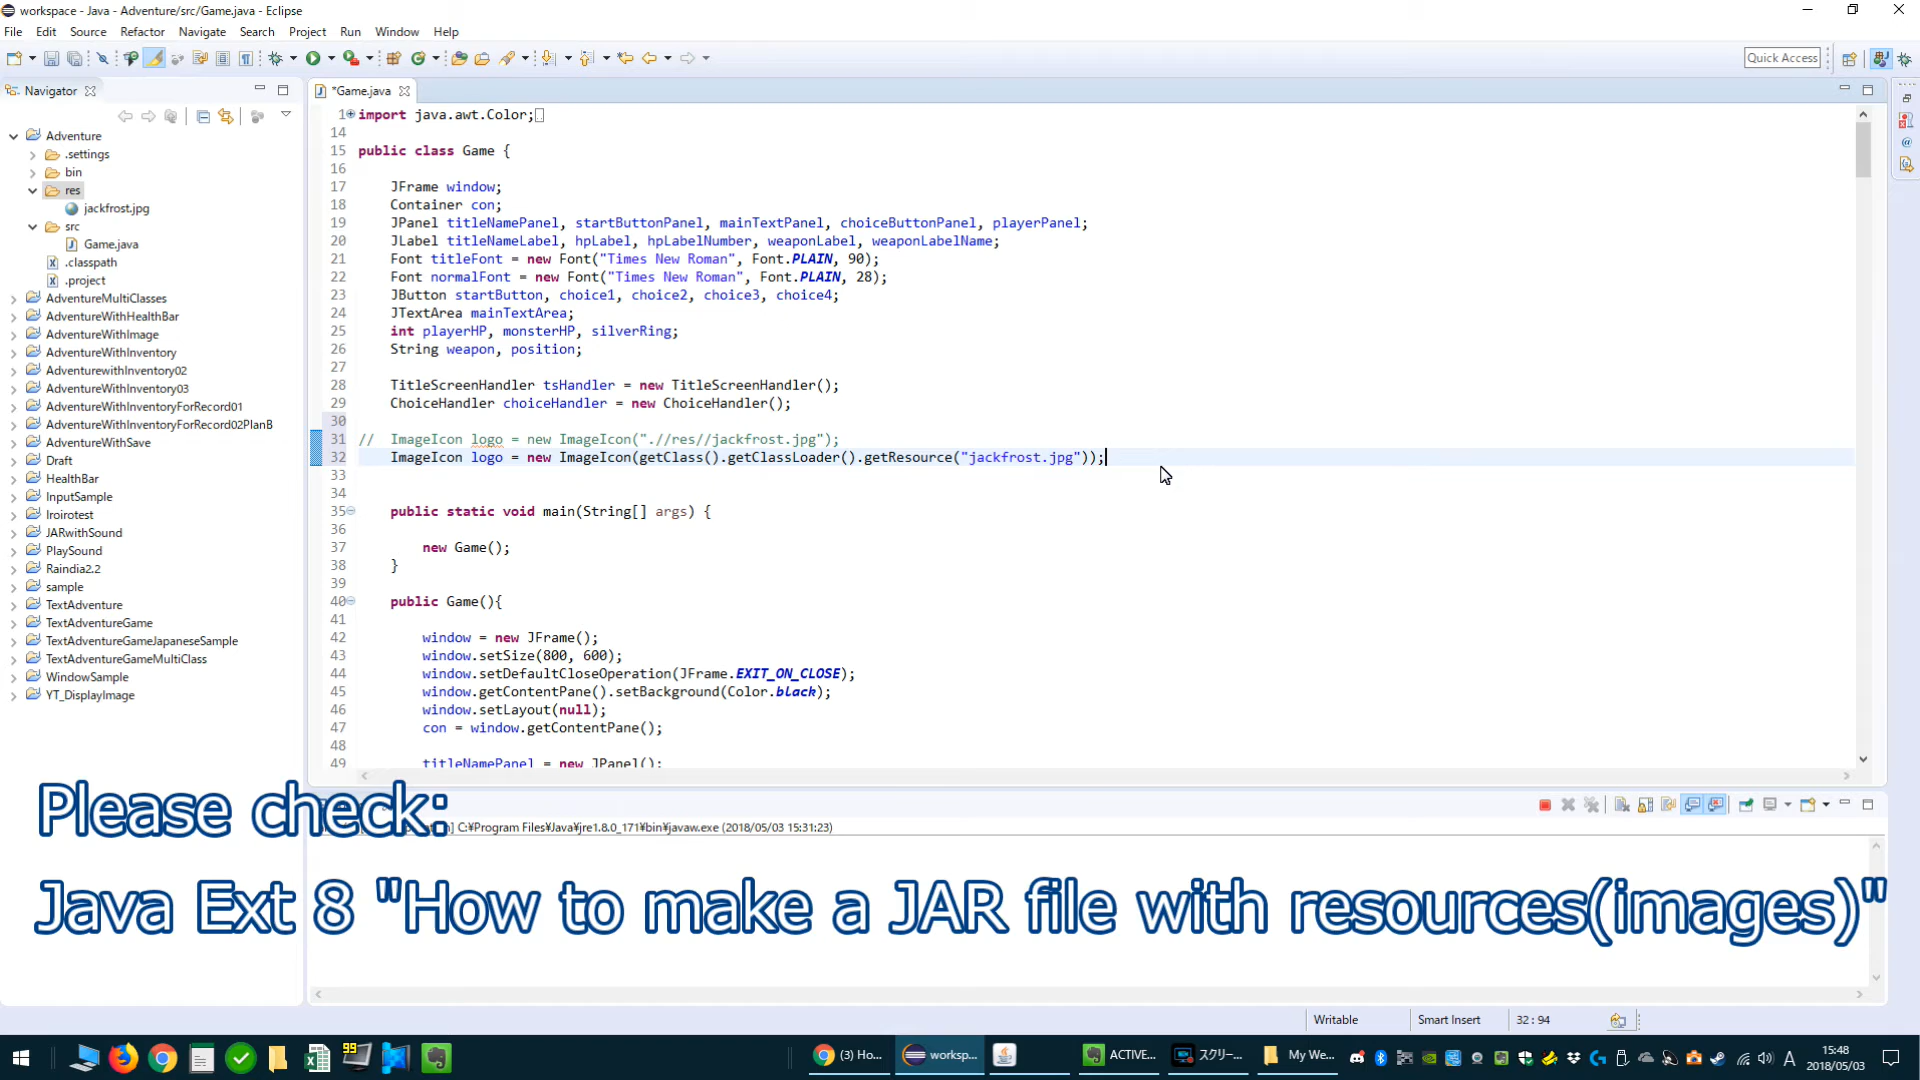 workspace - Java - Adventure/src/Game.java - Eclipse
File Edit Source Refactor Navigate Search Project Run Window Help
Quick Access
Navigator
Adventure
.settings
bin
res
jackfrost.jpg
src
Game.java
.classpath
.project
AdventureMultiClasses
AdventureWithHealthBar
AdventureWithImage
AdventureWithInventory
AdventurewithInventory02
AdventureWithInventory03
AdventureWithInventoryForRecord01
AdventureWithInventoryForRecord02PlanB
AdventureWithSave
Draft
HealthBar
InputSample
Iroirotest
JARwithSound
PlaySound
Raindia2.2
sample
TextAdventure
TextAdventureGame
TextAdventureGameJapaneseSample
TextAdventureGameMultiClass
WindowSample
YT_DisplayImage
*Game.java
1 import java.awt.Color;
14
15 public class Game {
16
17 JFrame window;
18 Container con;
19 JPanel titleNamePanel, startButtonPanel, mainTextPanel, choiceButtonPanel, playerPanel;
20 JLabel titleNameLabel, hpLabel, hpLabelNumber, weaponLabel, weaponLabelName;
21 Font titleFont = new Font("Times New Roman", Font.PLAIN, 90);
22 Font normalFont = new Font("Times New Roman", Font.PLAIN, 28);
23 JButton startButton, choice1, choice2, choice3, choice4;
24 JTextArea mainTextArea;
25 int playerHP, monsterHP, silverRing;
26 String weapon, position;
27
28 TitleScreenHandler tsHandler = new TitleScreenHandler();
29 ChoiceHandler choiceHandler = new ChoiceHandler();
30
31 // ImageIcon logo = new ImageIcon(".//res//jackfrost.jpg");
32 ImageIcon logo = new ImageIcon(getClass().getClassLoader().getResource("jackfrost.jpg"));
33
34
35 public static void main(String[] args) {
36
37 new Game();
38 }
39
40 public Game(){
41
42 window = new JFrame();
43 window.setSize(800, 600);
44 window.setDefaultCloseOperation(JFrame.EXIT_ON_CLOSE);
45 window.getContentPane().setBackground(Color.black);
46 window.setLayout(null);
47 con = window.getContentPane();
48
49 titleNamePanel = new JPanel();
Please check:
] C:¥Program Files¥Java¥jre1.8.0_171¥bin¥javaw.exe (2018/05/03 15:31:23)
Java Ext 8 "How to make a JAR file with resources(images)"
Writable Smart Insert 32 : 94
99
(3) Ho... worksp... ACTIVE... スクリー... My We... A
15:48
2018/05/03